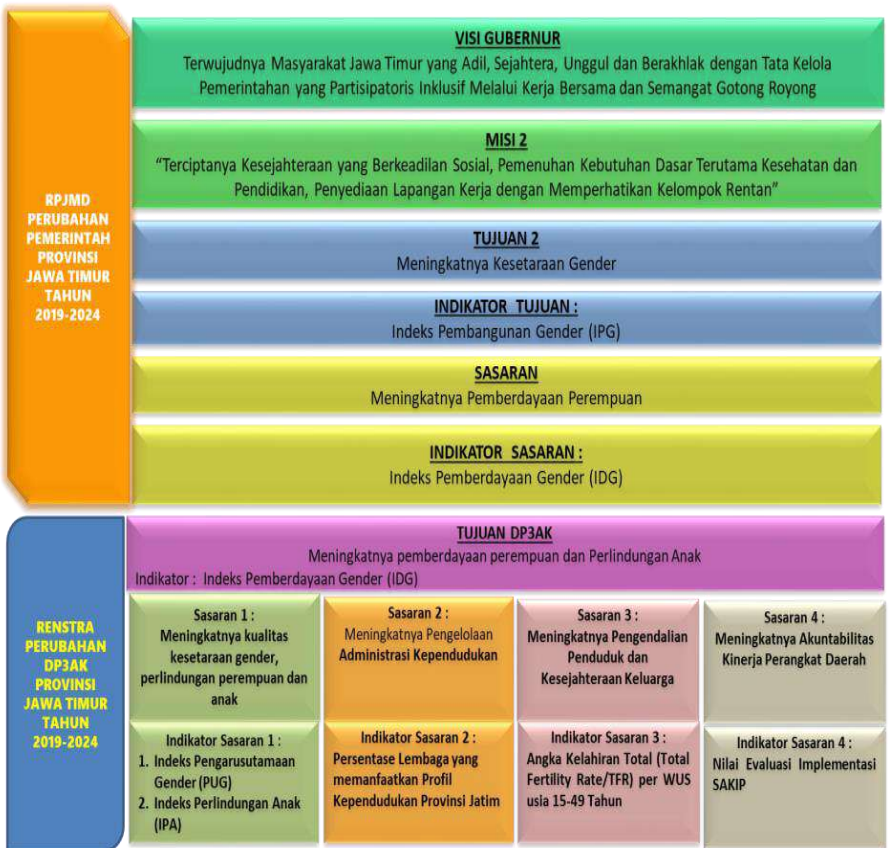 RPJMD
PERUBAHAN
PEMERINTAH
PROVINSI
JAWA TIMUR
TAHUN
2019-2024
VISI GUBERNUR
Terwujudnya Masyarakat Jawa Timur yang Adil, Sejahtera, Unggul dan Berakhlak dengan Tata Kelola
Pemerintahan yang Partisipatoris Inklusif Melalui Kerja Bersama dan Semangat Gotong Royong
MISI 2
“Terciptanya Kesejahteraan yang Berkeadilan Sosial, Pemenuhan Kebutuhan Dasar Terutama Kesehatan dan
Pendidikan, Penyediaan Lapangan Kerja dengan Memperhatikan Kelompok Rentan”
TUJUAN 2
Meningkatnya Kesetaraan Gender
INDIKATOR TUJUAN :
Indeks Pembangunan Gender (IPG)
SASARAN
Meningkatnya Pemberdayaan Perempuan
INDIKATOR SASARAN :
Indeks Pemberdayaan Gender (IDG)
RENSTRA
PERUBAHAN
DP3AK
PROVINSI
JAWA TIMUR
TAHUN
2019-2024
TUJUAN DP3AK
Meningkatnya pemberdayaan perempuan dan Perlindungan Anak
Indikator : Indeks Pemberdayaan Gender (IDG)
Sasaran 1 :
Meningkatnya kualitas
kesetaraan gender,
perlindungan perempuan dan
anak
Sasaran 2 :
Meningkatnya Pengelolaan
Administrasi Kependudukan
Sasaran 3 :
Meningkatnya Pengendalian
Penduduk dan
Kesejahteraan Keluarga
Sasaran 4 :
Meningkatnya Akuntabilitas
Kinerja Perangkat Daerah
Indikator Sasaran 1 :
1. Indeks Pengarusutamaan
Gender (PUG)
2. Indeks Perlindungan Anak
(IPA)
Indikator Sasaran 2 :
Persentase Lembaga yang
memanfaatkan Profil
Kependudukan Provinsi Jatim
Indikator Sasaran 3 :
Angka Kelahiran Total (Total
Fertility Rate/TFR) per WUS
usia 15-49 Tahun
Indikator Sasaran 4 :
Nilai Evaluasi Implementasi
SAKIP